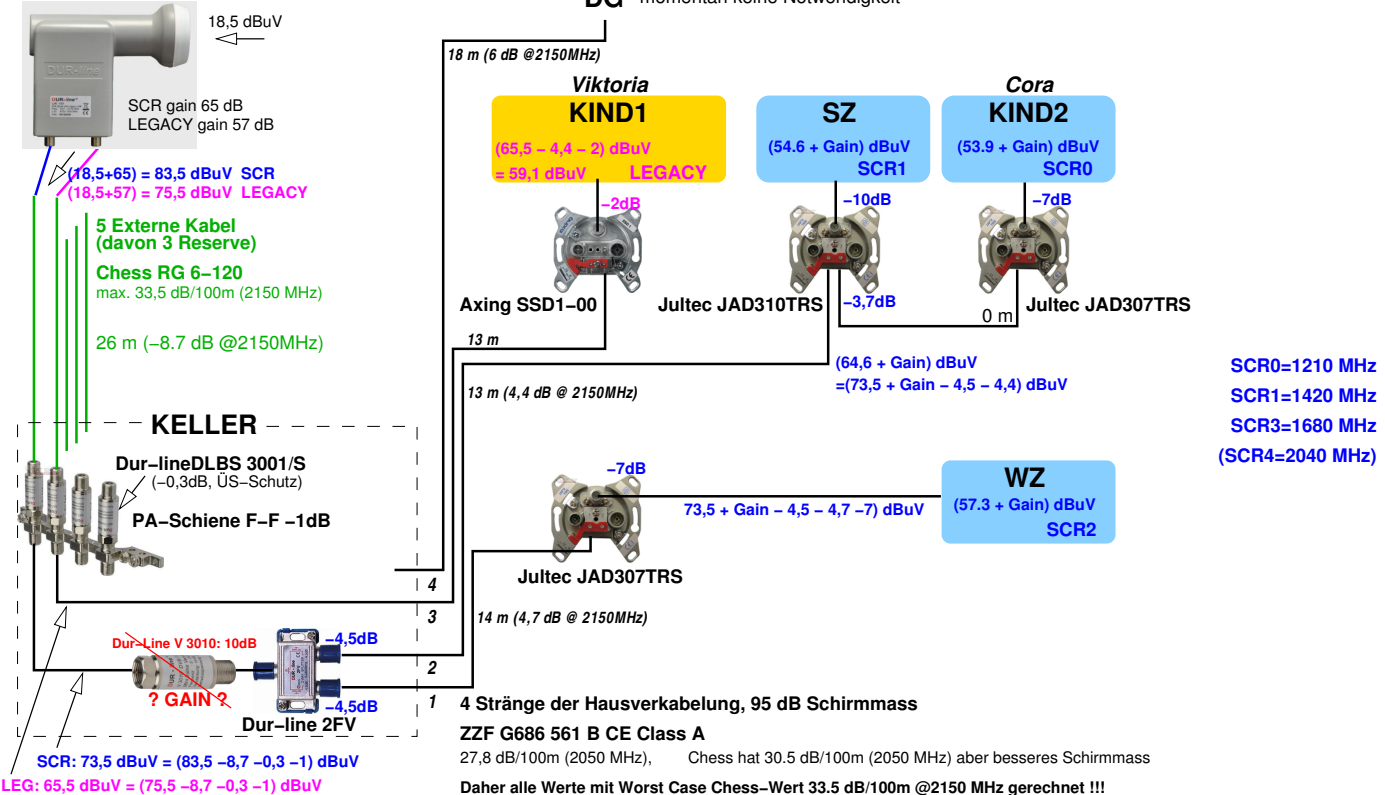 DG momentan keine Notwendigkeit
18,5 dBuV
DUR-line
SCR gain 65 dB
LEGACY gain 57 dB
(18,5+65) = 83,5 dBuV SCR
(18,5+57) = 75,5 dBuV LEGACY
18 m (6 dB @2150MHz)
Viktoria
KIND1
(65,5 − 4,4 − 2) dBuV
= 59,1 dBuV LEGACY
−2dB
Axing SSD1−00
SZ
(54.6 + Gain) dBuV
SCR1
−10dB
Jultec JAD310TRS
−3,7dB
Cora
KIND2
(53.9 + Gain) dBuV
SCR0
−7dB
0 m
Jultec JAD307TRS
5 Externe Kabel
(davon 3 Reserve)
Chess RG 6−120
max. 33,5 dB/100m (2150 MHz)
26 m (−8.7 dB @2150MHz)
13 m
13 m (4,4 dB @ 2150MHz)
(64,6 + Gain) dBuV
=(73,5 + Gain − 4,5 − 4,4) dBuV
SCR0=1210 MHz
SCR1=1420 MHz
SCR3=1680 MHz
(SCR4=2040 MHz)
KELLER
Dur−lineDLBS 3001/S
(−0,3dB, ÜS−Schutz)
PA−Schiene F−F −1dB
−7dB
73,5 + Gain − 4,5 − 4,7 −7) dBuV
WZ
(57.3 + Gain) dBuV
SCR2
Jultec JAD307TRS
4
3
14 m (4,7 dB @ 2150MHz)
Dur−Line V 3010: 10dB
? GAIN ?
−4,5dB
2
−4,5dB
1
Dur−line 2FV
4 Stränge der Hausverkabelung, 95 dB Schirmmass
ZZF G686 561 B CE Class A
27,8 dB/100m (2050 MHz), Chess hat 30.5 dB/100m (2050 MHz) aber besseres Schirmmass
Daher alle Werte mit Worst Case Chess−Wert 33.5 dB/100m @2150 MHz gerechnet !!!
SCR: 73,5 dBuV = (83,5 −8,7 −0,3 −1) dBuV
LEG: 65,5 dBuV = (75,5 −8,7 −0,3 −1) dBuV